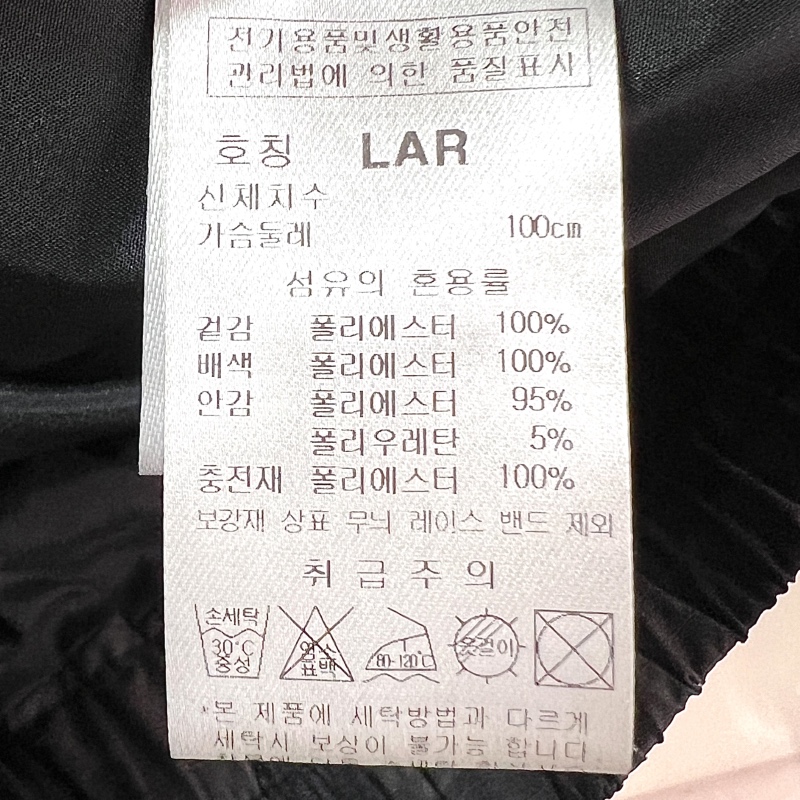 전기용품및생활용품안전
관리법에 의한 품질표시
호칭 LAR
신체치수
가슴둘레 100cm
섬유의 혼용률
겉감 폴리에스터 100%
배색 폴리에스터 100%
안감 폴리에스터 95%
폴리우레탄 5%
충전재 폴리에스터 100%
보강재 상표 무늬 레이스 밴드 제외
취급주의
손세탁 30℃ 중성
염소 표백
80-120℃
옷걸이
*본 제품에 세탁방법과 다르게
세탁시 보상이 불가능 합니다